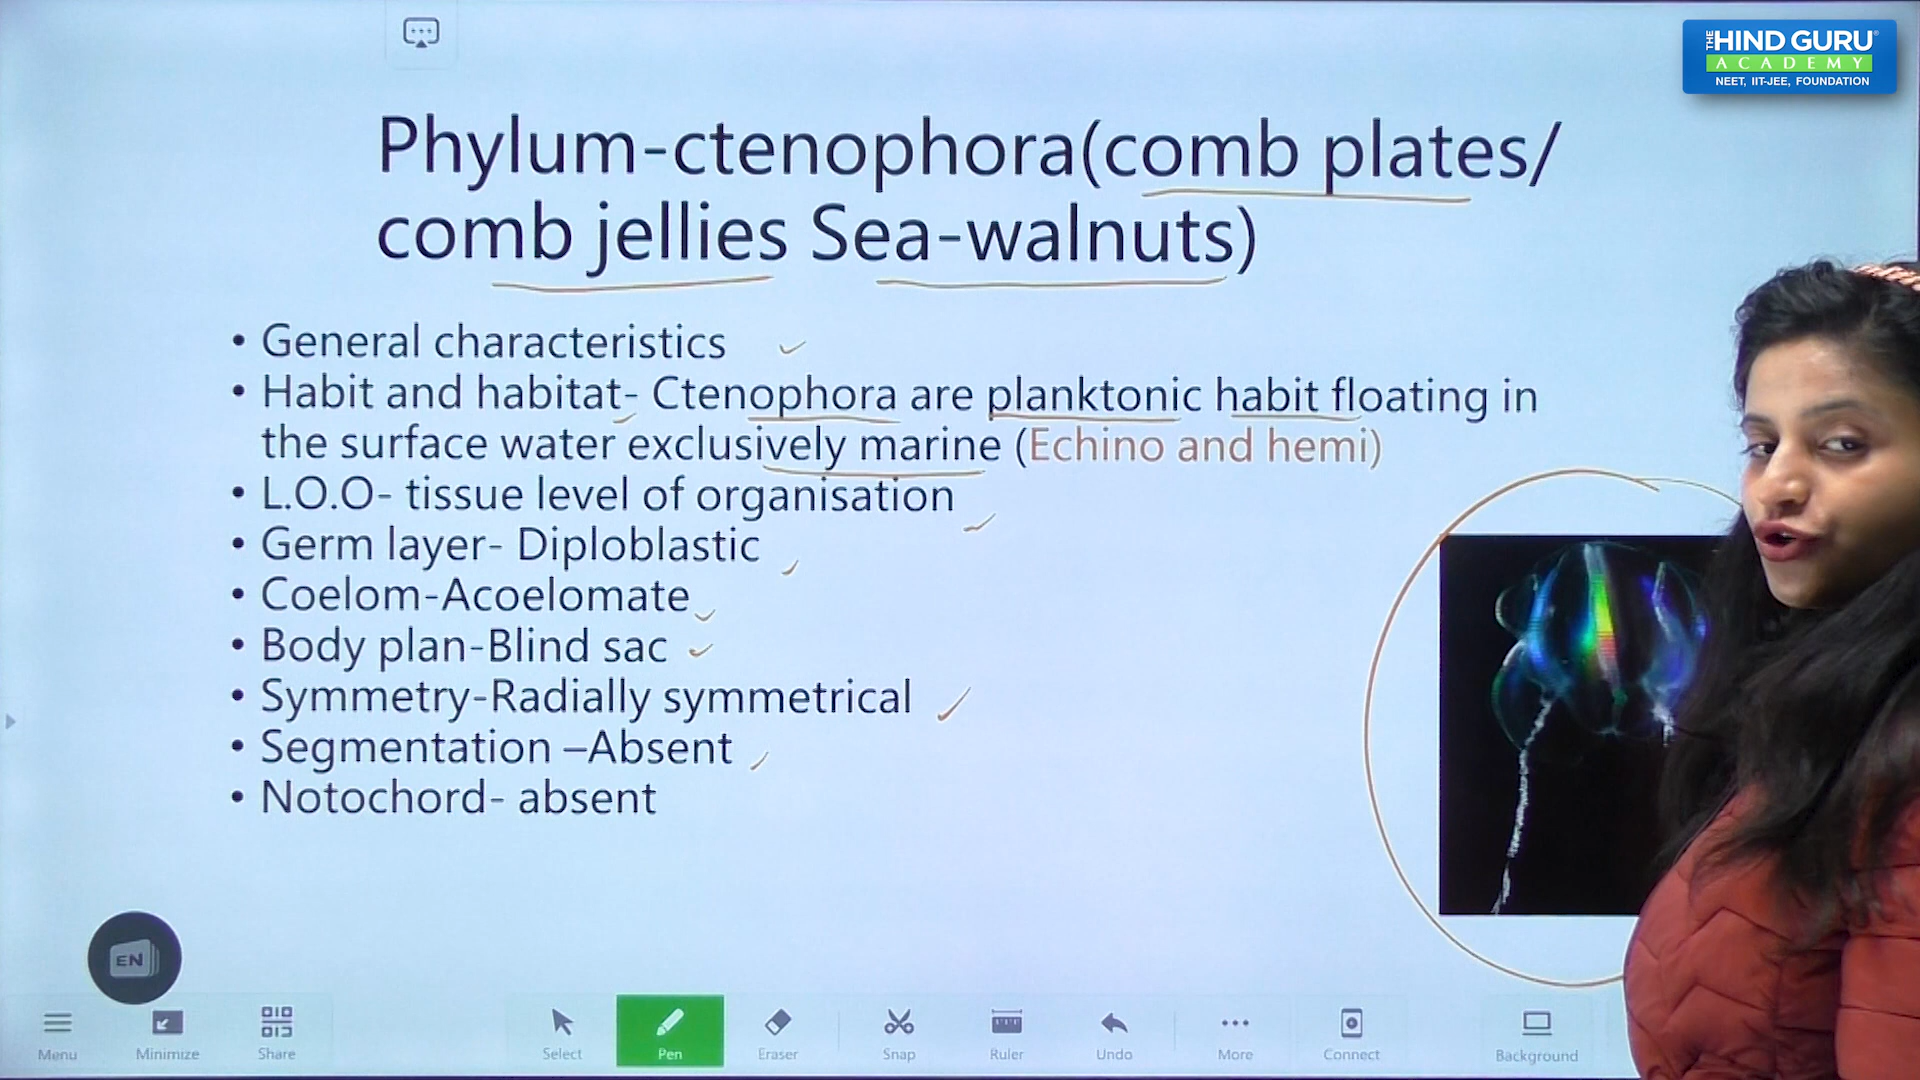 THE HIND GURU
ACADEMY
NEET, IIT-JEE, FOUNDATION
Phylum-ctenophora(comb plates/
comb jellies Sea-walnuts)
• General characteristics
• Habit and habitat- Ctenophora are planktonic habit floating in
the surface water exclusively marine (Echino and hemi)
• L.O.O- tissue level of organisation
• Germ layer- Diploblastic
• Coelom-Acoelomate
• Body plan-Blind sac
• Symmetry-Radially symmetrical
• Segmentation –Absent
• Notochord- absent
EN
Menu Minimize Share Select Pen Eraser Snap Ruler Undo More Connect Background